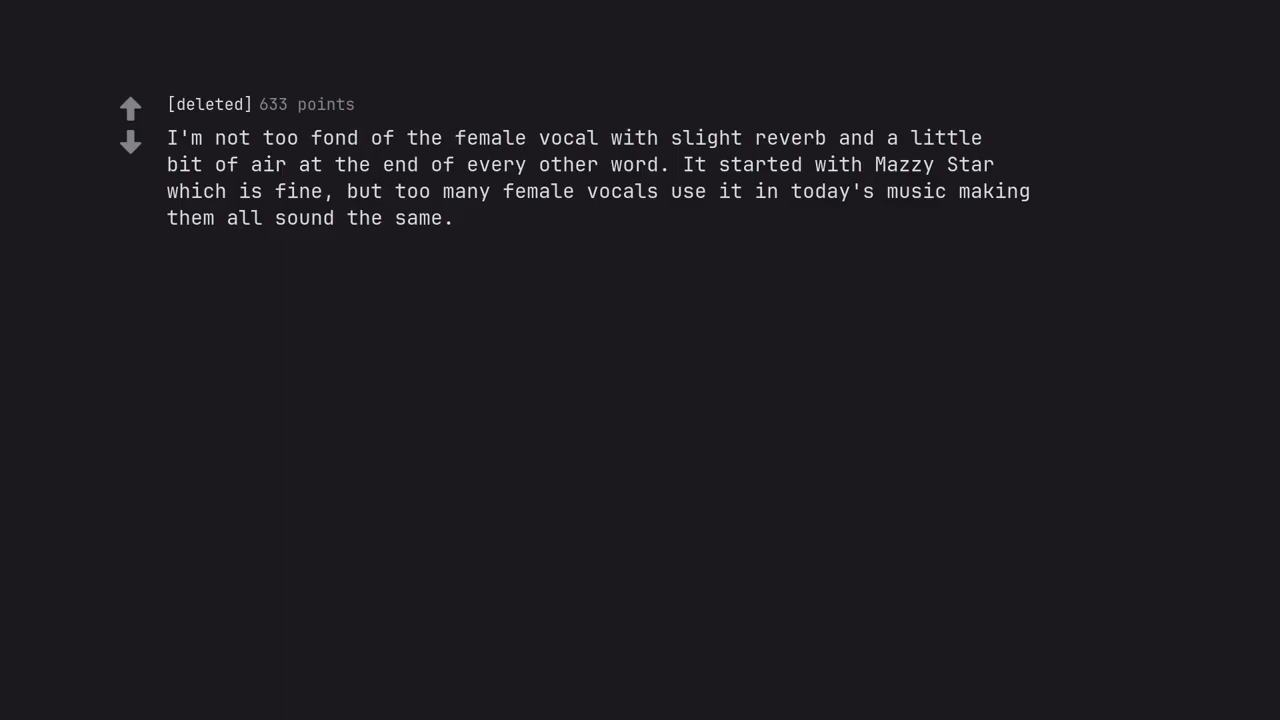 [deleted] 633 points
I'm not too fond of the female vocal with slight reverb and a little
bit of air at the end of every other word. It started with Mazzy Star
which is fine, but too many female vocals use it in today's music making
them all sound the same.